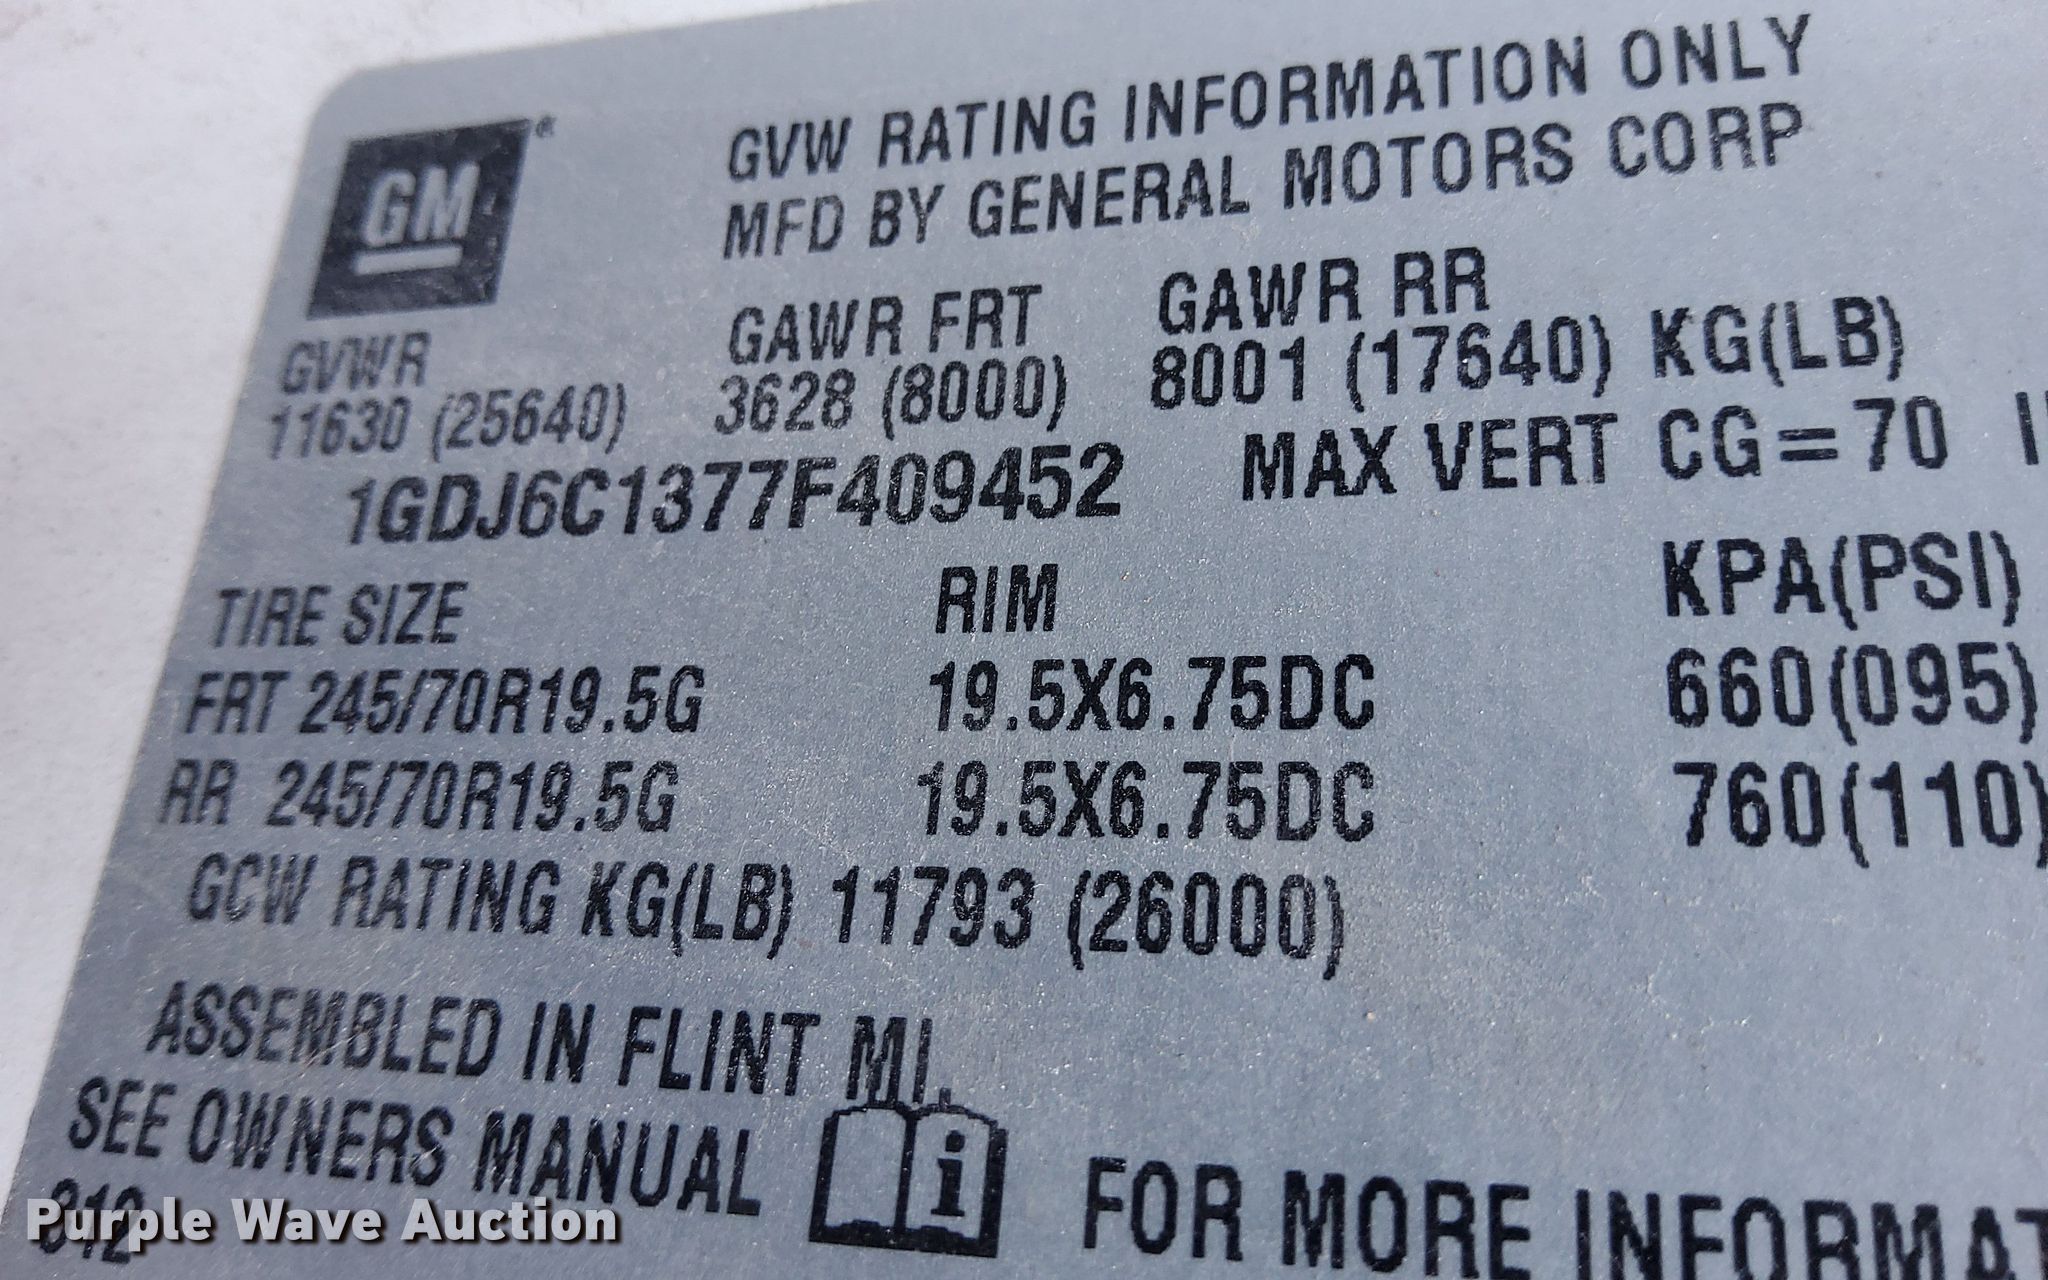 GM
GVW RATING INFORMATION ONLY
MFD BY GENERAL MOTORS CORP
GVWR GAWR FRT GAWR RR
11630 (25640) 3628 (8000) 8001 (17640) KG(LB)
1GDJ6C1377F409452 MAX VERT CG=70
TIRE SIZE RIM KPA(PSI)
FRT 245/70R19.5G 19.5X6.75DC 660(095)
RR 245/70R19.5G 19.5X6.75DC 760(110)
GCW RATING KG(LB) 11793 (26000)
ASSEMBLED IN FLINT MI.
SEE OWNERS MANUAL i FOR MORE INFORMAT
Purple Wave Auction